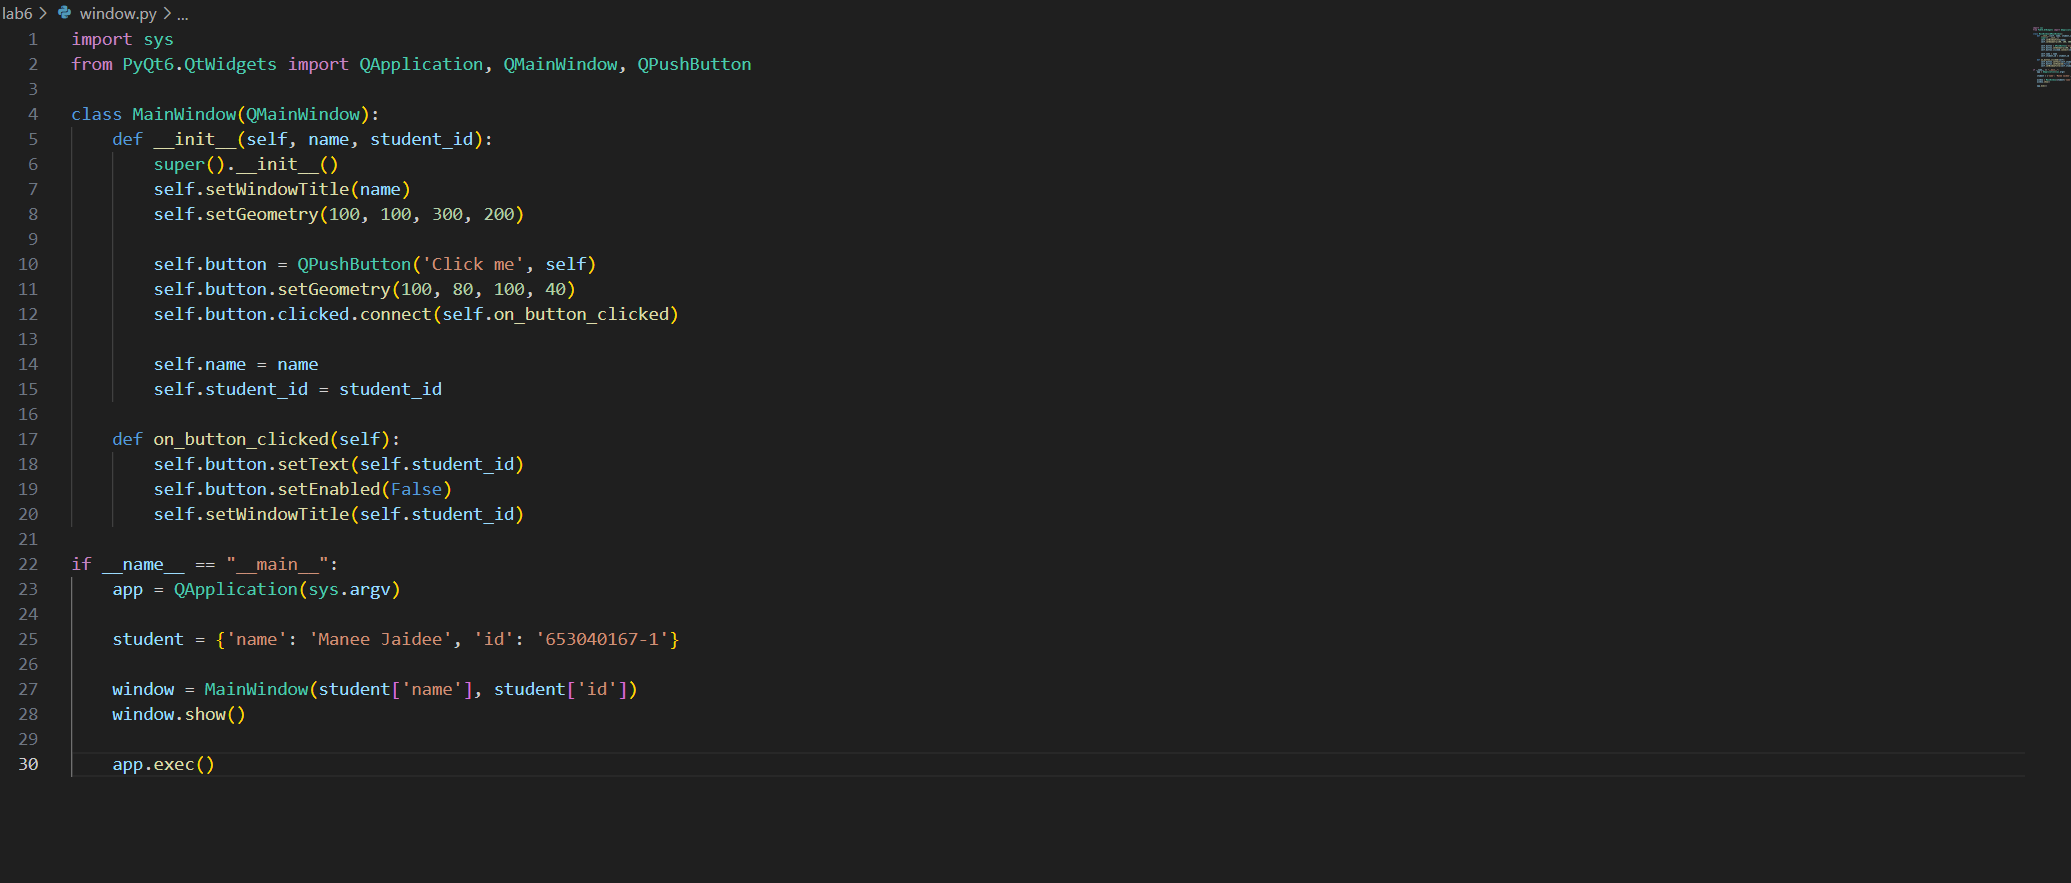 lab6 > window.py > ...
1 import sys
2 from PyQt6.QtWidgets import QApplication, QMainWindow, QPushButton
3
4 class MainWindow(QMainWindow):
5     def __init__(self, name, student_id):
6         super().__init__()
7         self.setWindowTitle(name)
8         self.setGeometry(100, 100, 300, 200)
9
10         self.button = QPushButton('Click me', self)
11         self.button.setGeometry(100, 80, 100, 40)
12         self.button.clicked.connect(self.on_button_clicked)
13
14         self.name = name
15         self.student_id = student_id
16
17     def on_button_clicked(self):
18         self.button.setText(self.student_id)
19         self.button.setEnabled(False)
20         self.setWindowTitle(self.student_id)
21
22 if __name__ == "__main__":
23     app = QApplication(sys.argv)
24
25     student = {'name': 'Manee Jaidee', 'id': '653040167-1'}
26
27     window = MainWindow(student['name'], student['id'])
28     window.show()
29
30     app.exec()